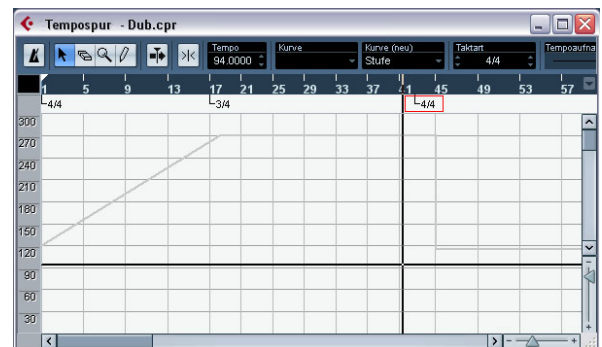 Tempospur - Dub.cpr
Tempo Kurve Kurve (neu) Taktart Tempoaufna
94.0000 Stufe 4/4
1 5 9 13 17 21 25 29 33 37 41 45 49 53 57
4/4 3/4 4/4
300
270
240
210
180
150
120
90
60
30